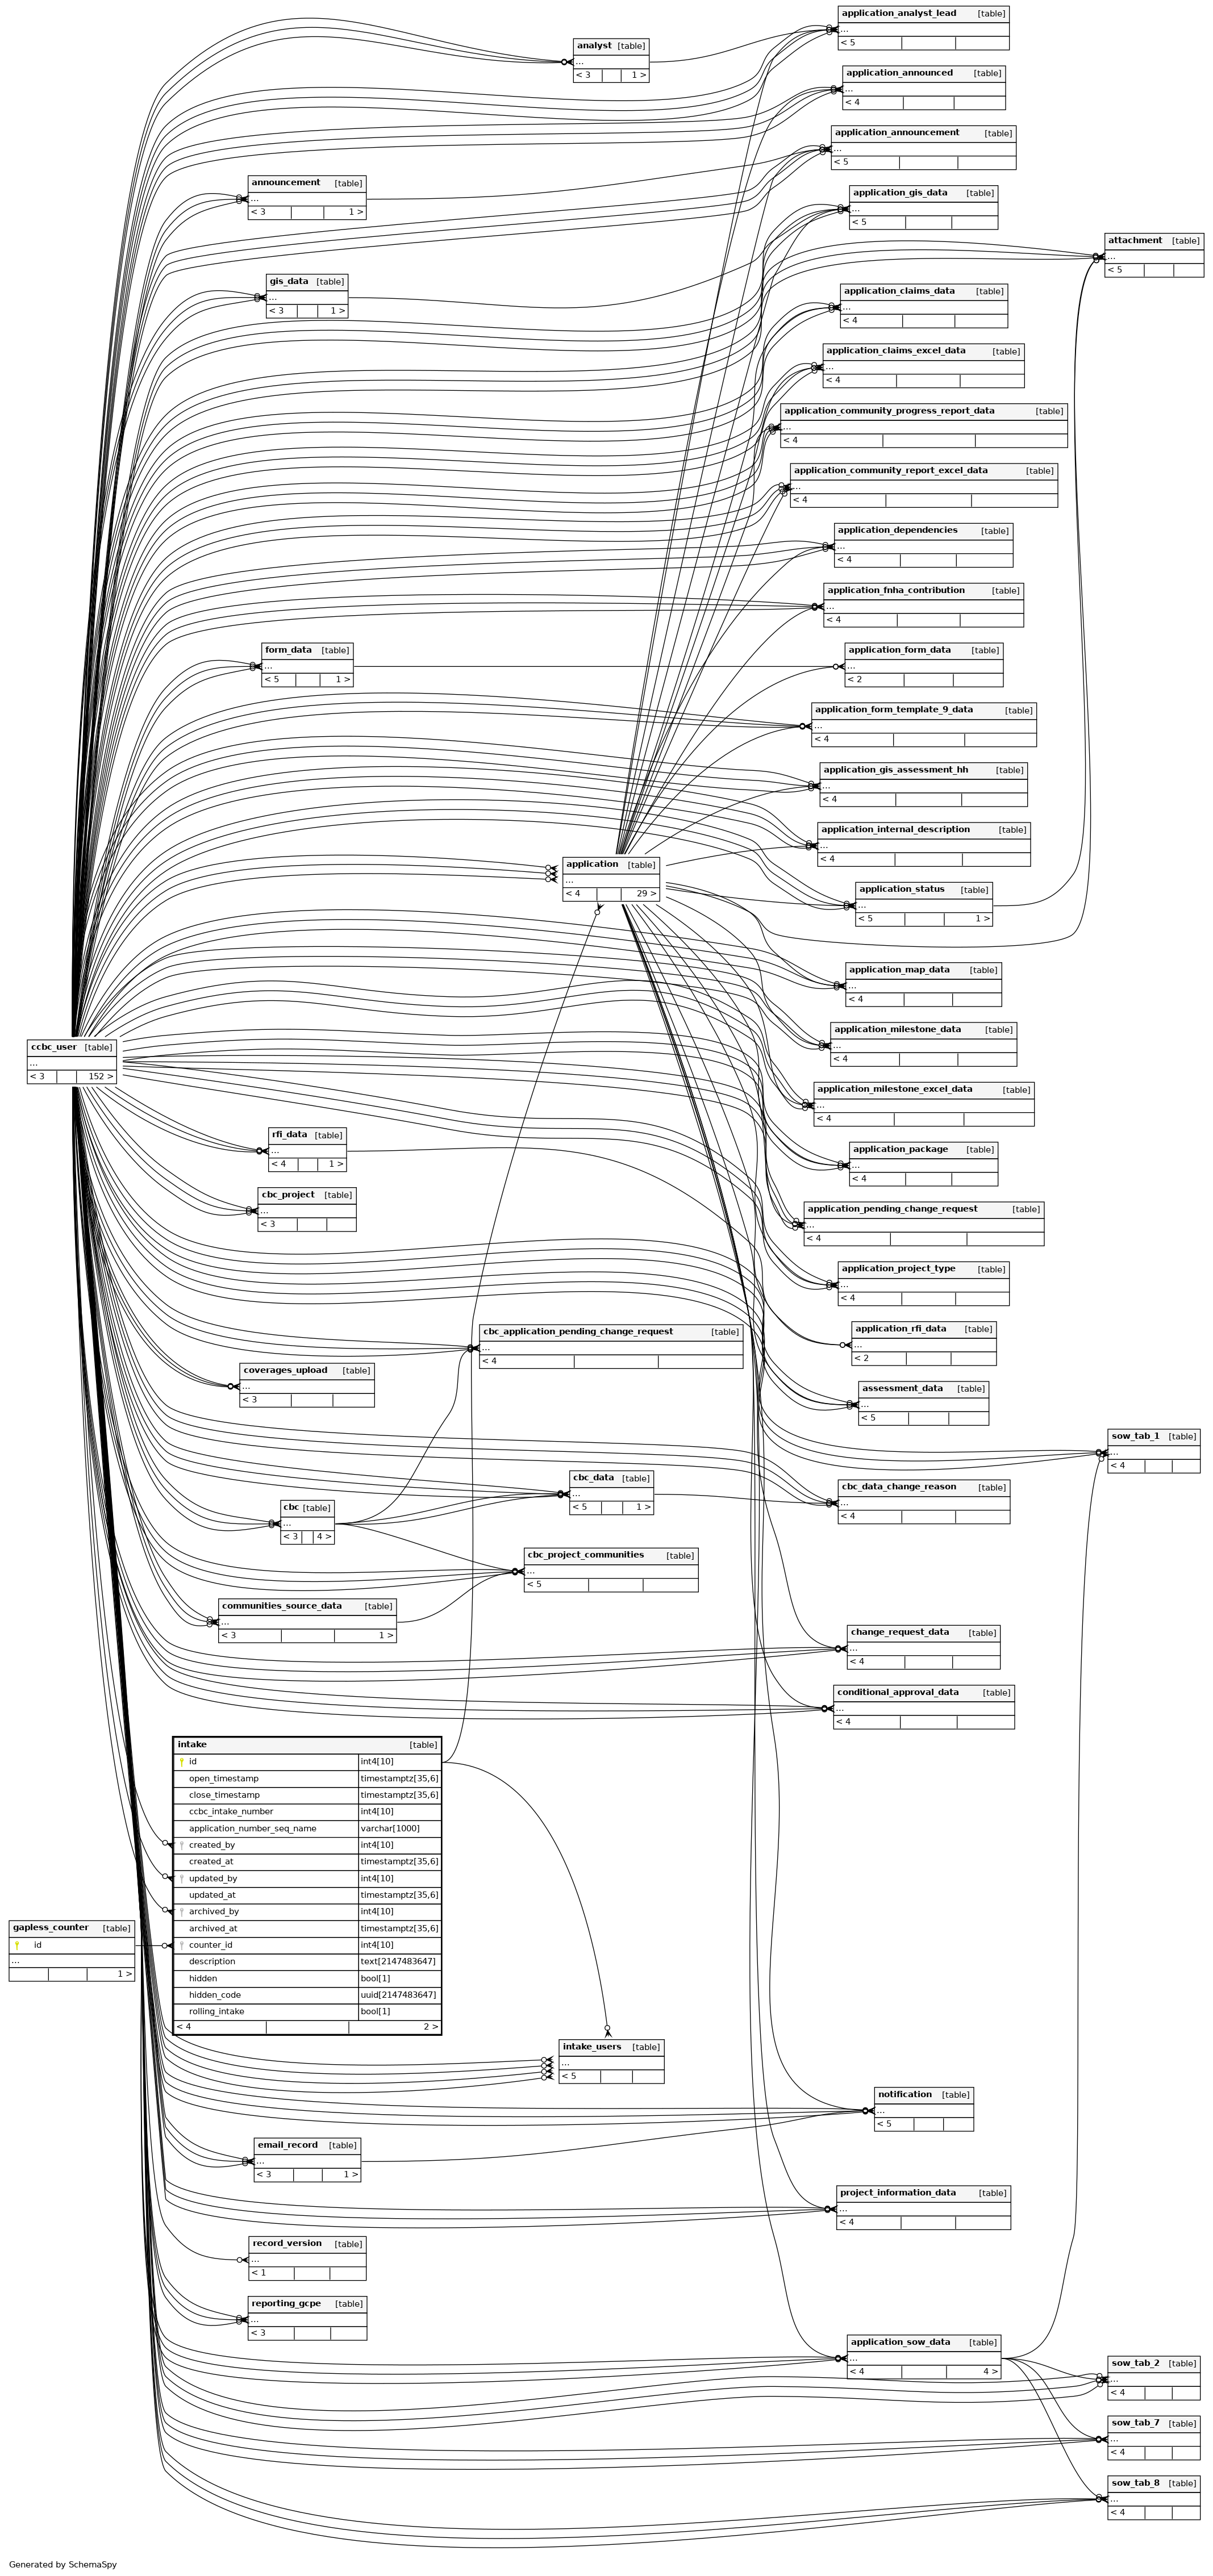 application_analyst_lead [table]
...
< 5
analyst [table]
...
< 3 1 >
application_announced [table]
...
< 4
application_announcement [table]
...
< 5
announcement [table]
...
< 3 1 >
application_gis_data [table]
...
< 5
attachment [table]
...
< 5
gis_data [table]
...
< 3 1 >
application_claims_data [table]
...
< 4
application_claims_excel_data [table]
...
< 4
application_community_progress_report_data [table]
...
< 4
application_community_report_excel_data [table]
...
< 4
application_dependencies [table]
...
< 4
application_fnha_contribution [table]
...
< 4
form_data [table]
...
< 5 1 >
application_form_data [table]
...
< 2
application_form_template_9_data [table]
...
< 4
application_gis_assessment_hh [table]
...
< 4
application_internal_description [table]
...
< 4
application [table]
...
< 4 29 >
application_status [table]
...
< 5 1 >
application_map_data [table]
...
< 4
application_milestone_data [table]
...
< 4
ccbc_user [table]
...
< 3 152 >
application_milestone_excel_data [table]
...
< 4
rfi_data [table]
...
< 4 1 >
application_package [table]
...
< 4
cbc_project [table]
...
< 3
application_pending_change_request [table]
...
< 4
application_project_type [table]
...
< 4
application_rfi_data [table]
...
< 2
cbc_application_pending_change_request [table]
...
< 4
coverages_upload [table]
...
< 3
assessment_data [table]
...
< 5
sow_tab_1 [table]
...
< 4
cbc_data [table]
...
< 5 1 >
cbc_data_change_reason [table]
...
< 4
cbc [table]
...
< 3 4 >
cbc_project_communities [table]
...
< 5
communities_source_data [table]
...
< 3 1 >
change_request_data [table]
...
< 4
conditional_approval_data [table]
...
< 4
intake [table]
id int4[10]
open_timestamp timestamptz[35,6]
close_timestamp timestamptz[35,6]
ccbc_intake_number int4[10]
application_number_seq_name varchar[1000]
created_by int4[10]
created_at timestamptz[35,6]
updated_by int4[10]
updated_at timestamptz[35,6]
archived_by int4[10]
archived_at timestamptz[35,6]
counter_id int4[10]
description text[2147483647]
hidden bool[1]
hidden_code uuid[2147483647]
rolling_intake bool[1]
< 4 2 >
gapless_counter [table]
id
...
1 >
intake_users [table]
...
< 5
notification [table]
...
< 5
email_record [table]
...
< 3 1 >
project_information_data [table]
...
< 4
record_version [table]
...
< 1
reporting_gcpe [table]
...
< 3
application_sow_data [table]
...
< 4 4 >
sow_tab_2 [table]
...
< 4
sow_tab_7 [table]
...
< 4
sow_tab_8 [table]
...
< 4
Generated by SchemaSpy